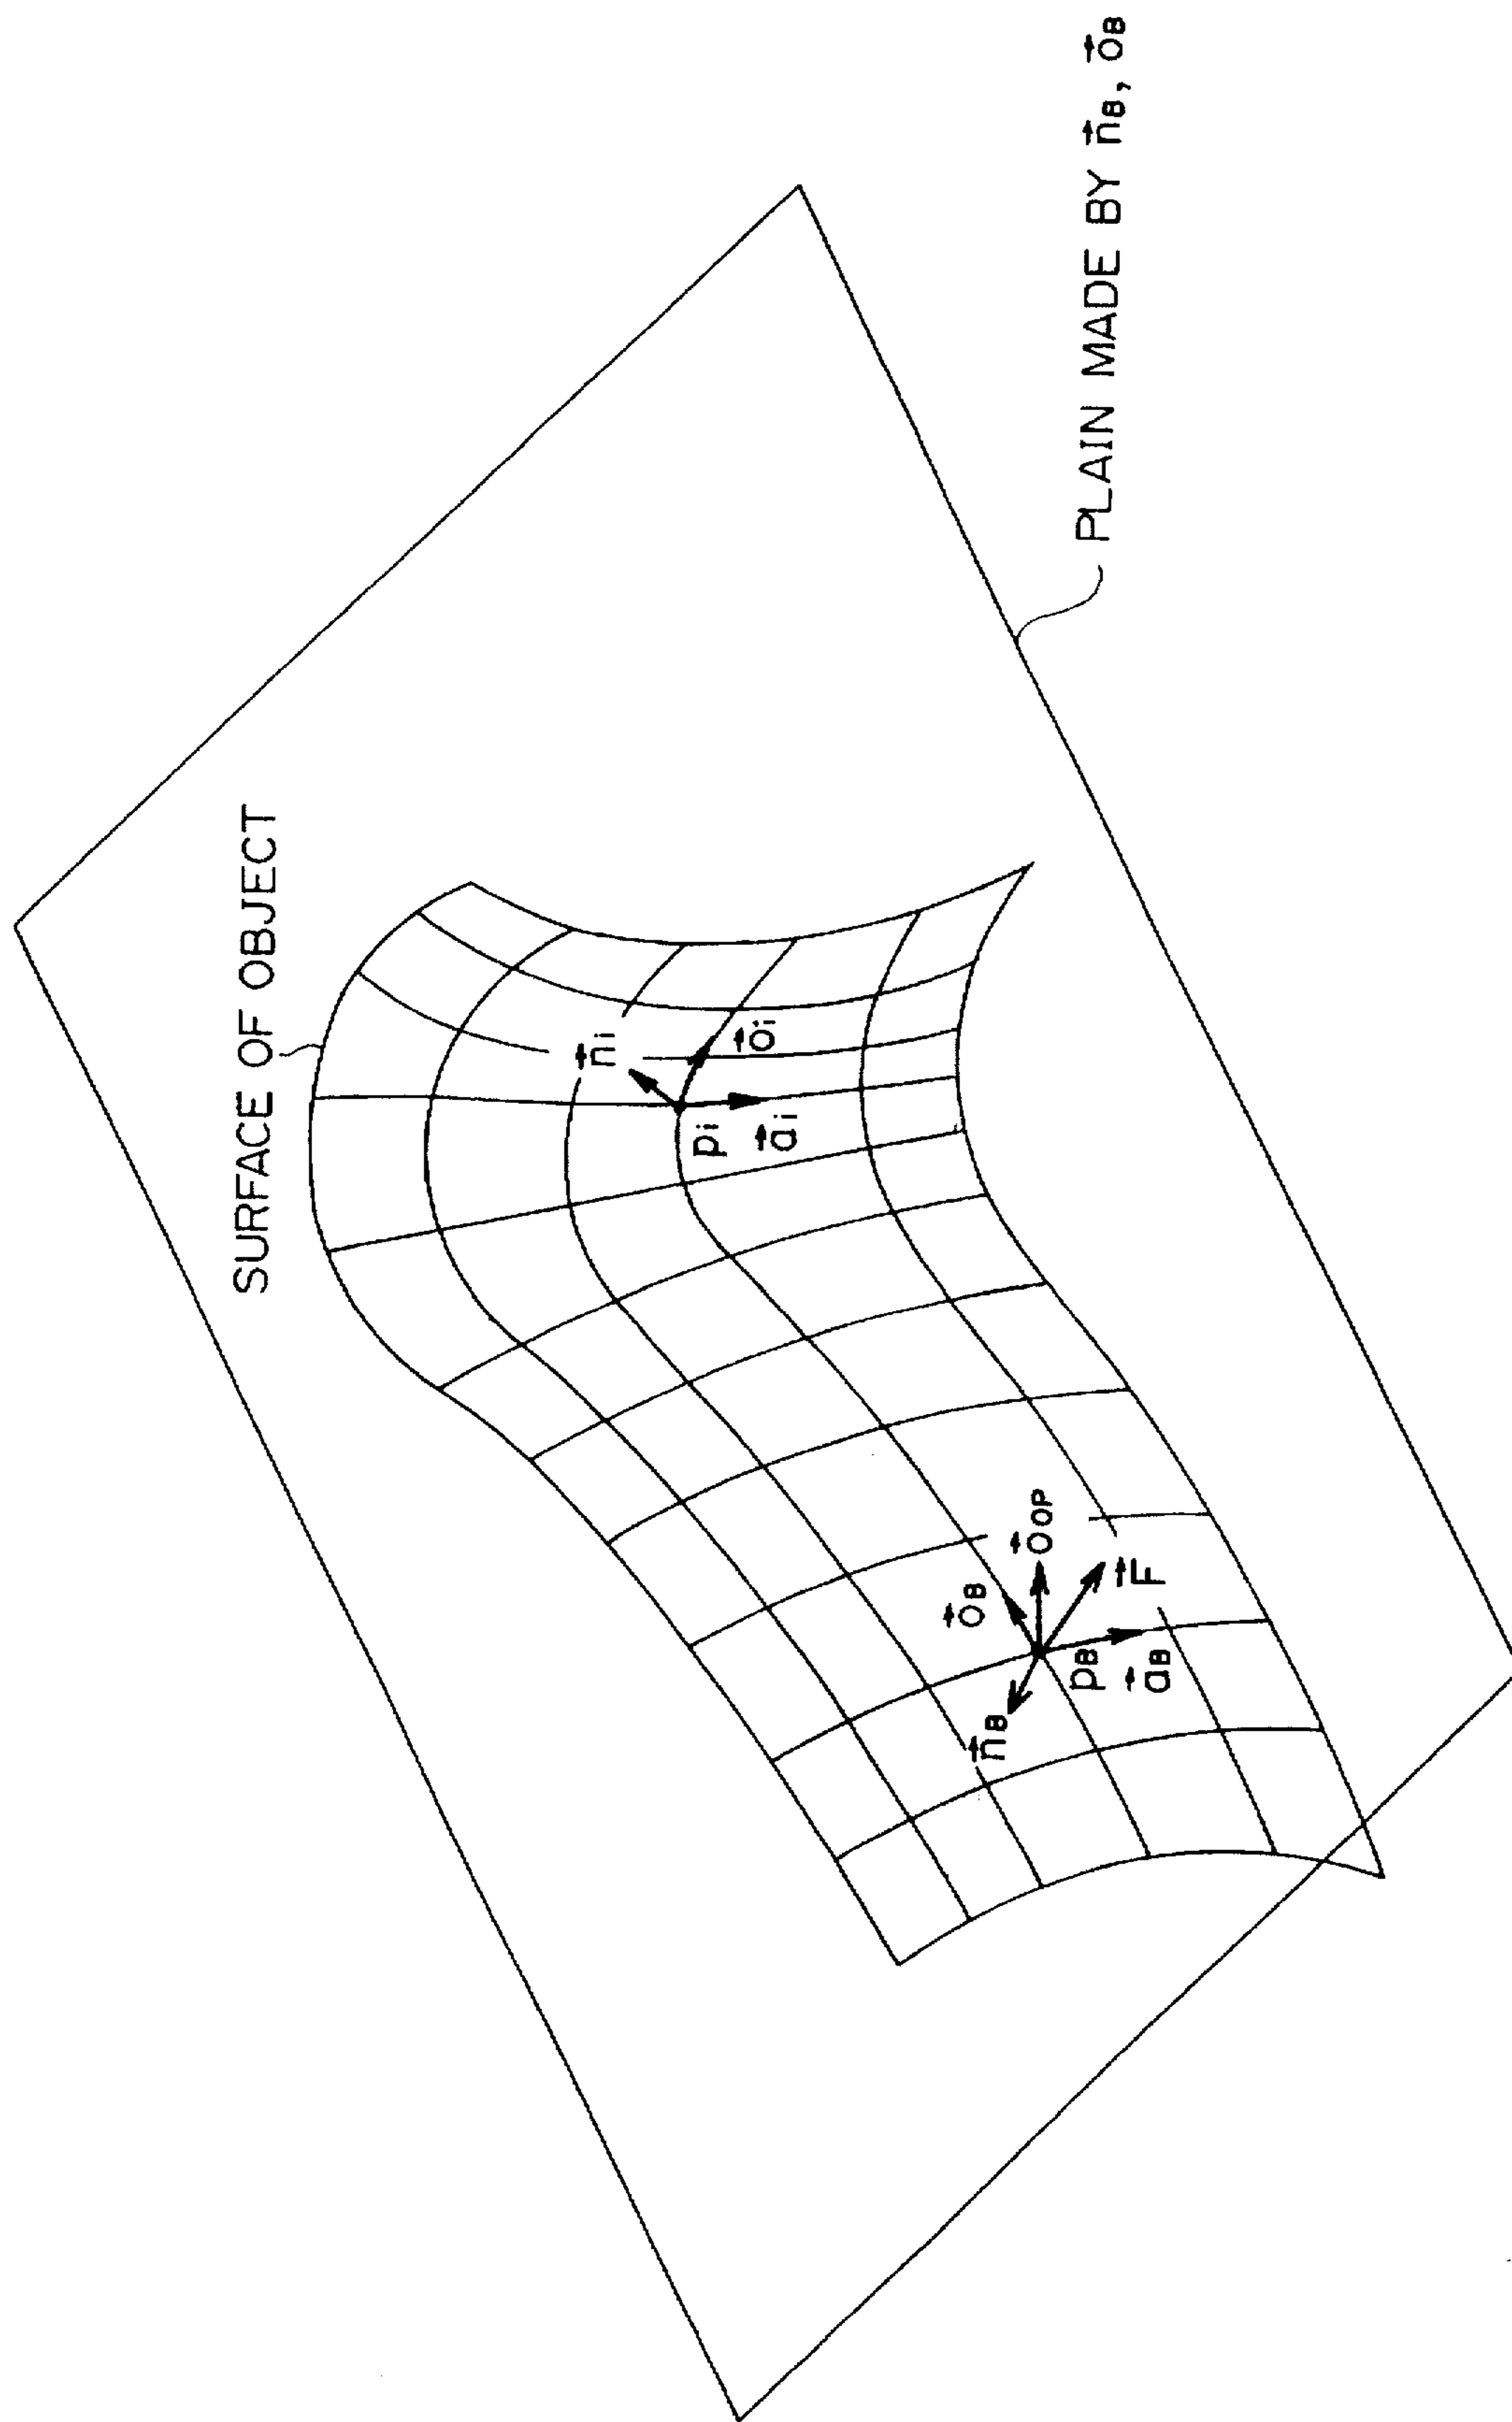 SURFACE OF OBJECT
n⃗i
o⃗i
pi
a⃗i
o⃗B
o⃗OP
n⃗B
F⃗
pB
a⃗B
PLAIN MADE BY n⃗B, o⃗B